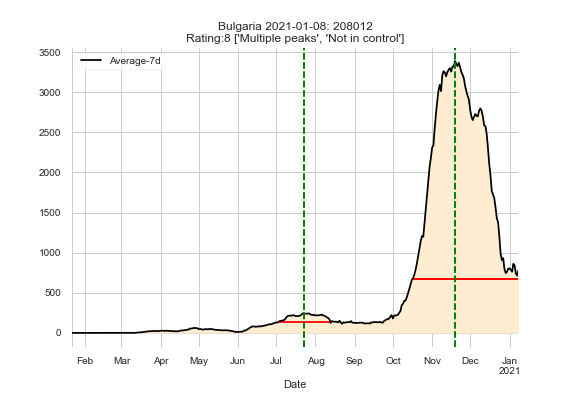 Bulgaria 2021-01-08: 208012
Rating:8 ['Multiple peaks', 'Not in control']
3500
3000
2500
2000
1500
1000
500
0
Average-7d
Feb Mar Apr May Jun Jul Aug Sep Oct Nov Dec Jan
2021
Date